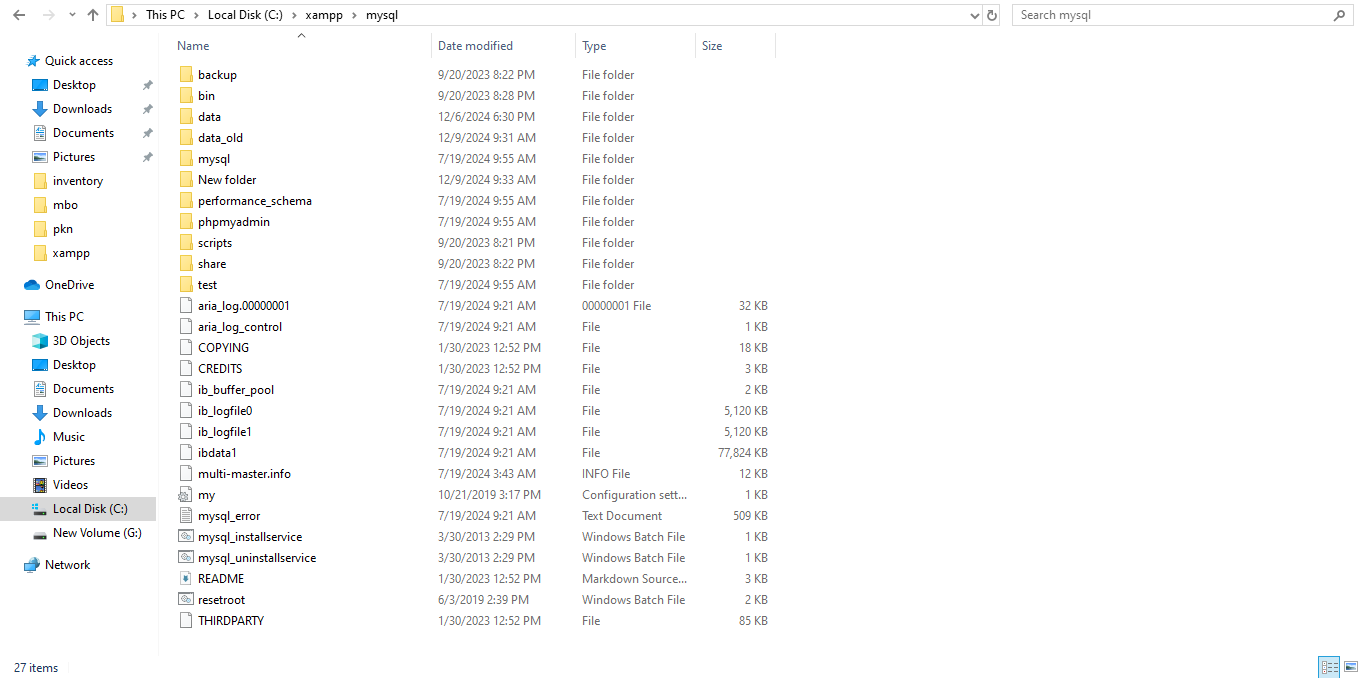 This PC > Local Disk (C:) > xampp > mysql
Search mysql
Name Date modified Type Size
Quick access
Desktop
Downloads
Documents
Pictures
inventory
mbo
pkn
xampp
OneDrive
This PC
3D Objects
Desktop
Documents
Downloads
Music
Pictures
Videos
Local Disk (C:)
New Volume (G:)
Network
backup 9/20/2023 8:22 PM File folder
bin 9/20/2023 8:28 PM File folder
data 12/6/2024 6:30 PM File folder
data_old 12/9/2024 9:31 AM File folder
mysql 7/19/2024 9:55 AM File folder
New folder 12/9/2024 9:33 AM File folder
performance_schema 7/19/2024 9:55 AM File folder
phpmyadmin 7/19/2024 9:55 AM File folder
scripts 9/20/2023 8:21 PM File folder
share 9/20/2023 8:22 PM File folder
test 7/19/2024 9:55 AM File folder
aria_log.00000001 7/19/2024 9:21 AM 00000001 File 32 KB
aria_log_control 7/19/2024 9:21 AM File 1 KB
COPYING 1/30/2023 12:52 PM File 18 KB
CREDITS 1/30/2023 12:52 PM File 3 KB
ib_buffer_pool 7/19/2024 9:21 AM File 2 KB
ib_logfile0 7/19/2024 9:21 AM File 5,120 KB
ib_logfile1 7/19/2024 9:21 AM File 5,120 KB
ibdata1 7/19/2024 9:21 AM File 77,824 KB
multi-master.info 7/19/2024 3:43 AM INFO File 12 KB
my 10/21/2019 3:17 PM Configuration sett... 1 KB
mysql_error 7/19/2024 9:21 AM Text Document 509 KB
mysql_installservice 3/30/2013 2:29 PM Windows Batch File 1 KB
mysql_uninstallservice 3/30/2013 2:29 PM Windows Batch File 1 KB
README 1/30/2023 12:52 PM Markdown Source... 3 KB
resetroot 6/3/2019 2:39 PM Windows Batch File 2 KB
THIRDPARTY 1/30/2023 12:52 PM File 85 KB
27 items